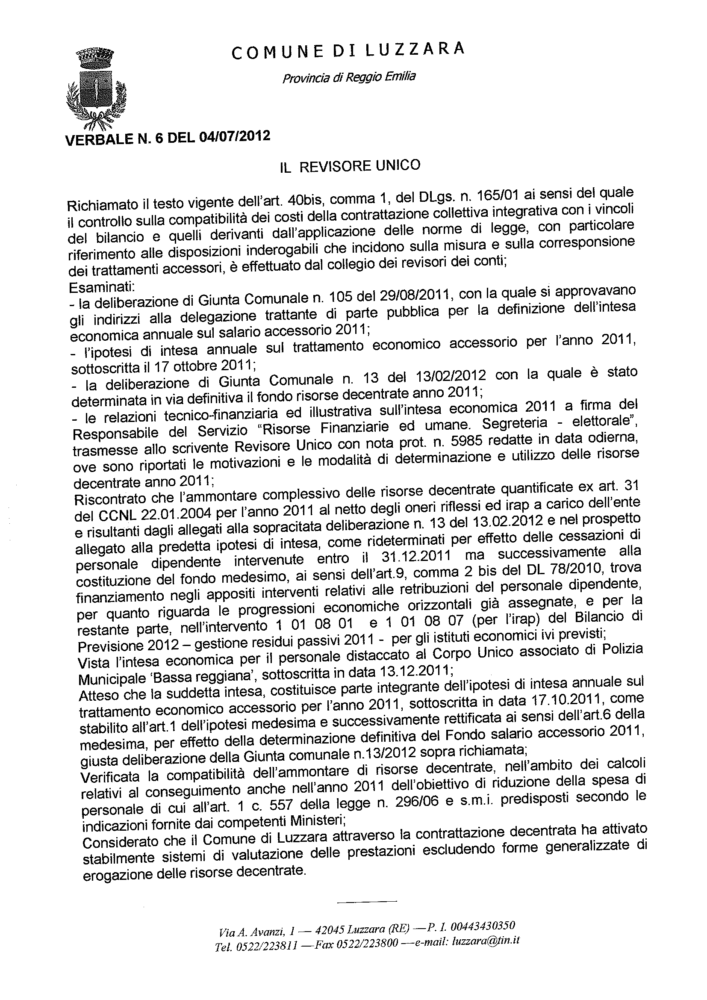 COMUNE DI LUZZARA
Provincia di Reggio Emilia
VERBALE N. 6 DEL 04/07/2012
IL REVISORE UNICO
Richiamato il testo vigente dell'art. 40bis, comma 1, del DLgs. n. 165/01 ai sensi del quale
il controllo sulla compatibilità dei costi della contrattazione collettiva integrativa con i vincoli
del bilancio e quelli derivanti dall'applicazione delle norme di legge, con particolare
riferimento alle disposizioni inderogabili che incidono sulla misura e sulla corresponsione
dei trattamenti accessori, è effettuato dal collegio dei revisori dei conti;
Esaminati:
- la deliberazione di Giunta Comunale n. 105 del 29/08/2011, con la quale si approvavano
gli indirizzi alla delegazione trattante di parte pubblica per la definizione dell'intesa
economica annuale sul salario accessorio 2011;
- l'ipotesi di intesa annuale sul trattamento economico accessorio per l'anno 2011,
sottoscritta il 17 ottobre 2011;
- la deliberazione di Giunta Comunale n. 13 del 13/02/2012 con la quale è stato
determinata in via definitiva il fondo risorse decentrate anno 2011;
- le relazioni tecnico-finanziaria ed illustrativa sull'intesa economica 2011 a firma del
Responsabile del Servizio "Risorse Finanziarie ed umane. Segreteria - elettorale",
trasmesse allo scrivente Revisore Unico con nota prot. n. 5985 redatte in data odierna,
ove sono riportati le motivazioni e le modalità di determinazione e utilizzo delle risorse
decentrate anno 2011;
Riscontrato che l'ammontare complessivo delle risorse decentrate quantificate ex art. 31
del CCNL 22.01.2004 per l'anno 2011 al netto degli oneri riflessi ed irap a carico dell'ente
e risultanti dagli allegati alla sopracitata deliberazione n. 13 del 13.02.2012 e nel prospetto
allegato alla predetta ipotesi di intesa, come rideterminati per effetto delle cessazioni di
personale dipendente intervenute entro il 31.12.2011 ma successivamente alla
costituzione del fondo medesimo, ai sensi dell'art.9, comma 2 bis del DL 78/2010, trova
finanziamento negli appositi interventi relativi alle retribuzioni del personale dipendente,
per quanto riguarda le progressioni economiche orizzontali già assegnate, e per la
restante parte, nell'intervento 1 01 08 01 e 1 01 08 07 (per l'irap) del Bilancio di
Previsione 2012 – gestione residui passivi 2011 - per gli istituti economici ivi previsti;
Vista l'intesa economica per il personale distaccato al Corpo Unico associato di Polizia
Municipale 'Bassa reggiana', sottoscritta in data 13.12.2011;
Atteso che la suddetta intesa, costituisce parte integrante dell'ipotesi di intesa annuale sul
trattamento economico accessorio per l'anno 2011, sottoscritta in data 17.10.2011, come
stabilito all'art.1 dell'ipotesi medesima e successivamente rettificata ai sensi dell'art.6 della
medesima, per effetto della determinazione definitiva del Fondo salario accessorio 2011,
giusta deliberazione della Giunta comunale n.13/2012 sopra richiamata;
Verificata la compatibilità dell'ammontare di risorse decentrate, nell'ambito dei calcoli
relativi al conseguimento anche nell'anno 2011 dell'obiettivo di riduzione della spesa di
personale di cui all'art. 1 c. 557 della legge n. 296/06 e s.m.i. predisposti secondo le
indicazioni fornite dai competenti Ministeri;
Considerato che il Comune di Luzzara attraverso la contrattazione decentrata ha attivato
stabilmente sistemi di valutazione delle prestazioni escludendo forme generalizzate di
erogazione delle risorse decentrate.
Via A. Avanzi, 1 — 42045 Luzzara (RE) —P. I. 00443430350
Tel. 0522/223811 —Fax 0522/223800 —e-mail: luzzara@tin.it